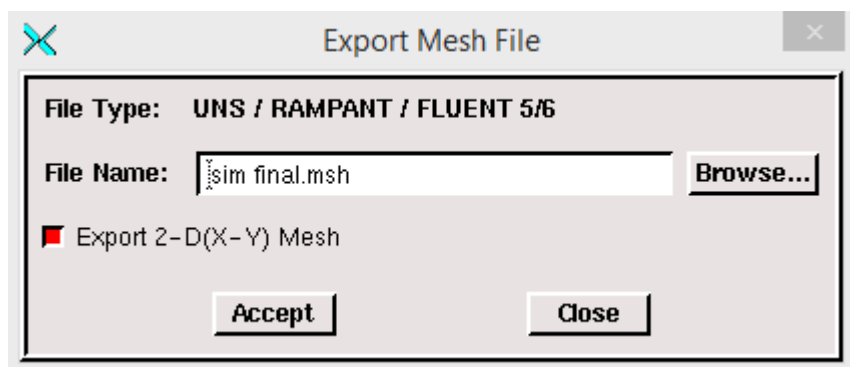 Export Mesh File
File Type: UNS / RAMPANT / FLUENT 5/6
File Name: sim final.msh Browse...
Export 2-D(X-Y) Mesh
Accept Close